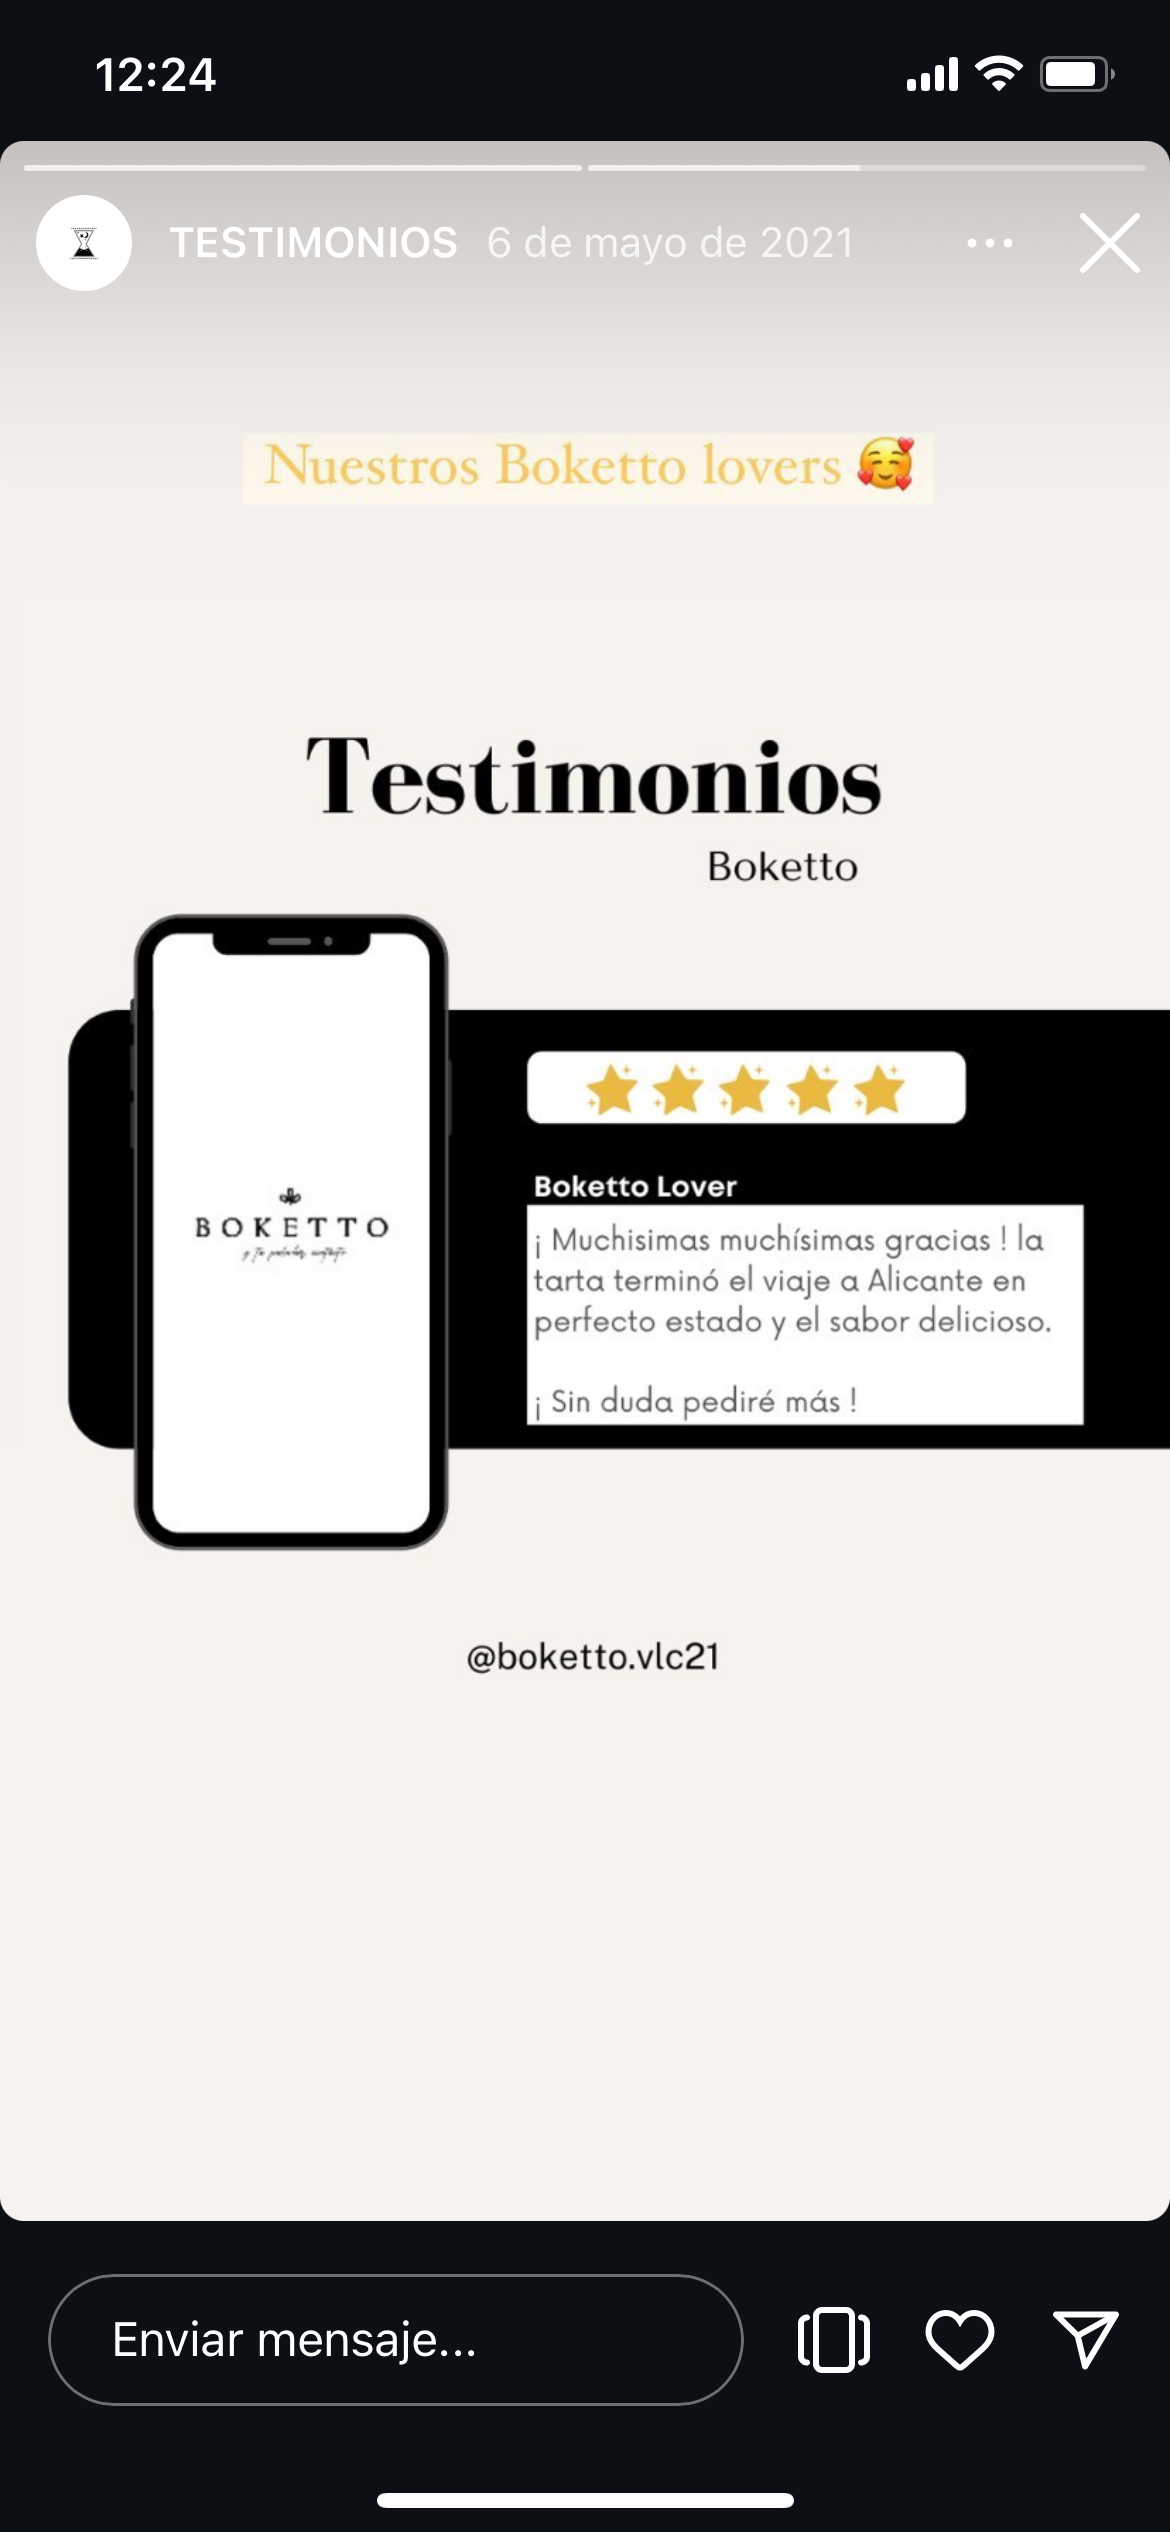 12:24
TESTIMONIOS 6 de mayo de 2021
Nuestros Boketto lovers 🥰
Testimonios
Boketto
BOKETTO
Boketto Lover
¡ Muchisimas muchísimas gracias ! la
tarta terminó el viaje a Alicante en
perfecto estado y el sabor delicioso.
¡ Sin duda pediré más !
@boketto.vlc21
Enviar mensaje...